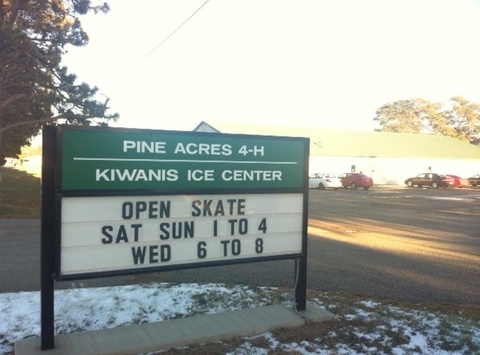 PINE ACRES 4-H
KIWANIS ICE CENTER
OPEN SKATE
SAT SUN 1 TO 4
WED 6 TO 8